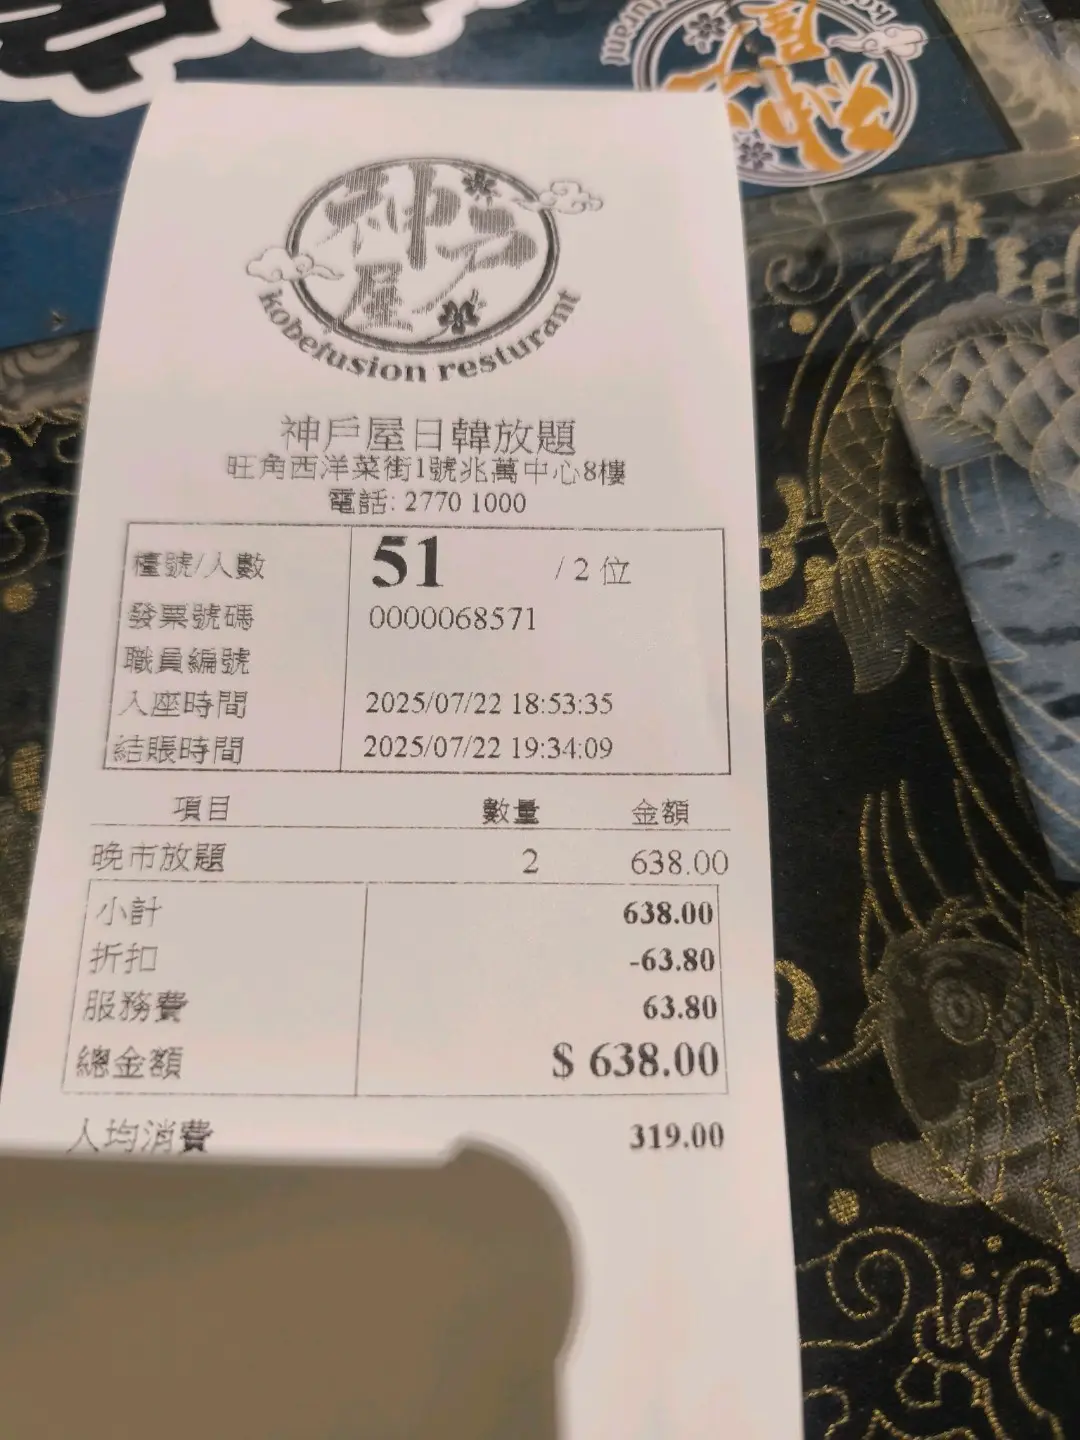 神戶屋
kobefusion resturant
神戶屋日韓放題
旺角西洋菜街1號兆萬中心8樓
電話: 2770 1000
檯號/人數 51 / 2 位
發票號碼 0000068571
職員編號
入座時間 2025/07/22 18:53:35
結賬時間 2025/07/22 19:34:09
項目 數量 金額
晚市放題 2 638.00
小計 638.00
折扣 -63.80
服務費 63.80
總金額 $ 638.00
人均消費 319.00